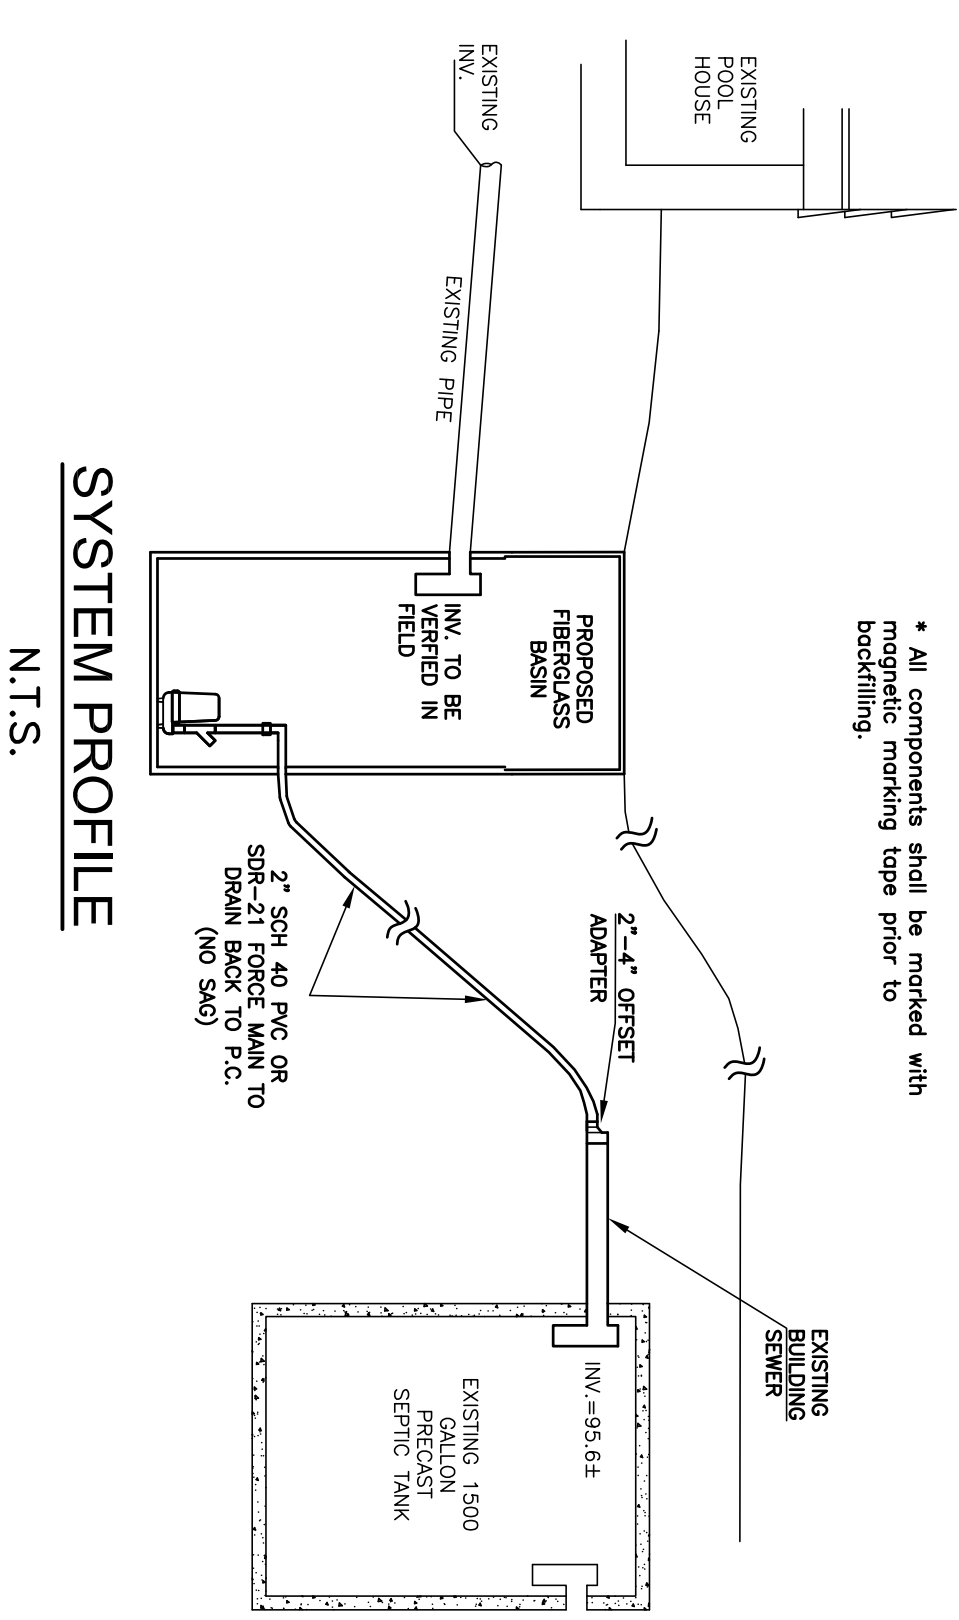 * All components shall be marked with
magnetic marking tape prior to
backfilling.
EXISTING
POOL
HOUSE
EXISTING
INV.
EXISTING PIPE
PROPOSED
FIBERGLASS
BASIN
INV. TO BE
VERFIED IN
FIELD
2"-4" OFFSET
ADAPTER
2" SCH 40 PVC OR
SDR-21 FORCE MAIN TO
DRAIN BACK TO P.C.
(NO SAG)
EXISTING
BUILDING
SEWER
INV.=95.6±
EXISTING 1500
GALLON
PRECAST
SEPTIC TANK
SYSTEM PROFILE
N.T.S.